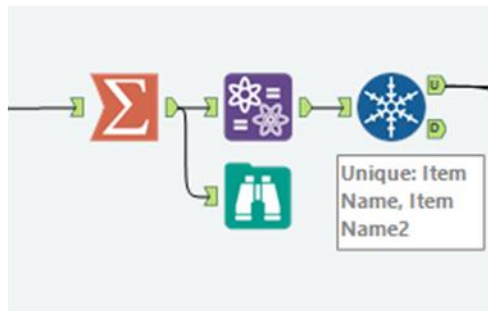 Σ
U
D
Unique: Item
Name, Item
Name2